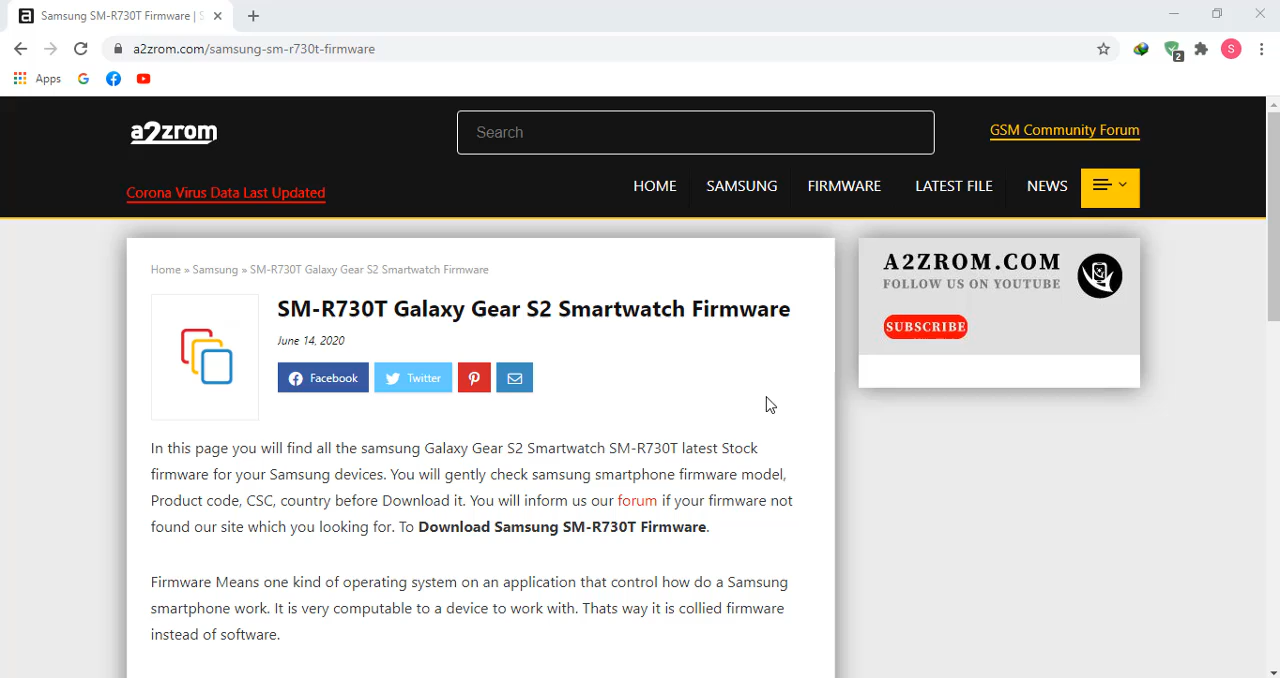 Samsung SM-R730T Firmware | S
a2zrom.com/samsung-sm-r730t-firmware
2
S
Apps
a2zrom
Search
GSM Community Forum
Corona Virus Data Last Updated
HOME
SAMSUNG
FIRMWARE
LATEST FILE
NEWS
Home » Samsung » SM-R730T Galaxy Gear S2 Smartwatch Firmware
SM-R730T Galaxy Gear S2 Smartwatch Firmware
June 14, 2020
Facebook
Twitter
In this page you will find all the samsung Galaxy Gear S2 Smartwatch SM-R730T latest Stock
firmware for your Samsung devices. You will gently check samsung smartphone firmware model,
Product code, CSC, country before Download it. You will inform us our forum if your firmware not
found our site which you looking for. To Download Samsung SM-R730T Firmware.
Firmware Means one kind of operating system on an application that control how do a Samsung
smartphone work. It is very computable to a device to work with. Thats way it is collied firmware
instead of software.
A2ZROM.COM
FOLLOW US ON YOUTUBE
SUBSCRIBE